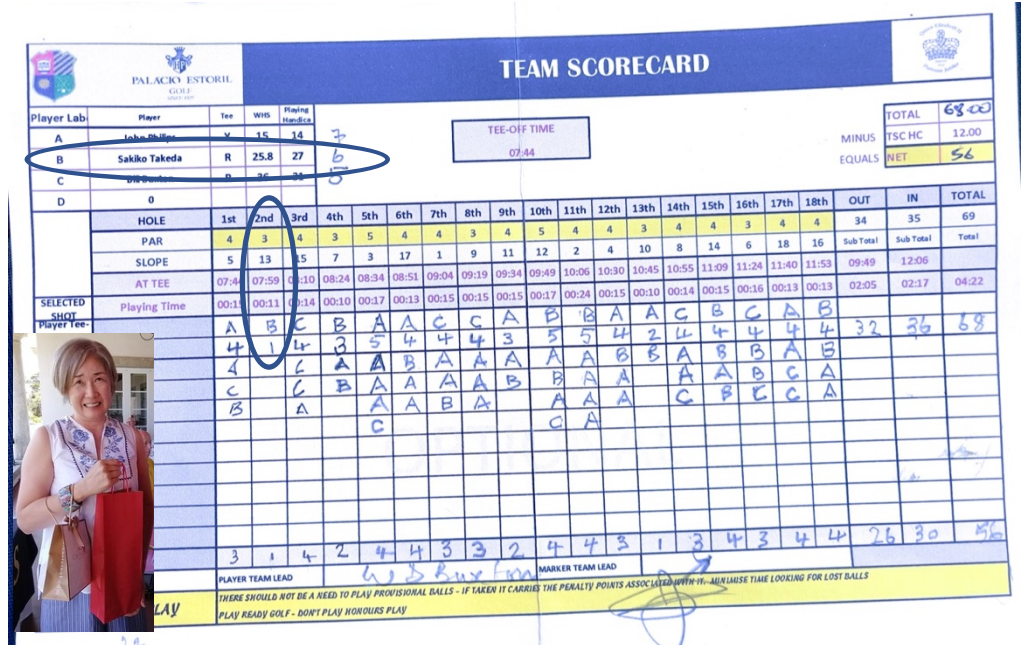 PALACIO ESTORIL
GOLF
TEAM SCORECARD
Player Lab Player Tee WHS Playing Handica
A John Philips Y 15 14 7
B Sakiko Takeda R 25.8 27 6
C Bill Buxton R 36 31 5
D 0
TEE-OFF TIME
07:44
TOTAL 68.00
MINUS TSC HC 12.00
EQUALS NET 56
HOLE 1st 2nd 3rd 4th 5th 6th 7th 8th 9th 10th 11th 12th 13th 14th 15th 16th 17th 18th OUT IN TOTAL
PAR 4 3 4 3 5 4 4 3 4 5 4 4 4 4 4 3 4 4 34 35 69
SLOPE 5 13 15 7 3 17 1 9 11 12 2 4 10 8 14 6 18 16 Sub Total Sub Total Total
AT TEE 07:44 07:59 08:10 08:24 08:34 08:51 09:04 09:19 09:34 09:49 10:06 10:30 10:45 10:55 11:09 11:24 11:40 11:53 09:49 12:06
Playing Time 00:15 00:11 00:14 00:10 00:17 00:13 00:15 00:15 00:15 00:17 00:24 00:15 00:10 00:14 00:15 00:16 00:13 00:13 02:05 02:17 04:22
SELECTED SHOT
Player Tee- A B C B A A C C A B B A A C B C A B
4 1 4 3 5 4 4 4 3 5 5 4 2 4 4 4 4 4 32 36 68
A C A A B A A A A A B B A B B A B
C C B A A A A B B A A A A B C A
B A A A B A A A A C B C C A
C C A
OPTIONAL
3 1 4 2 4 4 3 3 2 4 4 3 1 3 4 3 4 4 26 30 56
PLAYER TEAM LEAD W S Buxton MARKER TEAM LEAD
THERE SHOULD NOT BE A NEED TO PLAY PROVISIONAL BALLS - IF TAKEN IT CARRIES THE PENALTY POINTS ASSOCIATED WITH IT. MINIMISE TIME LOOKING FOR LOST BALLS
LAY PLAY READY GOLF - DON'T PLAY HONOURS PLAY